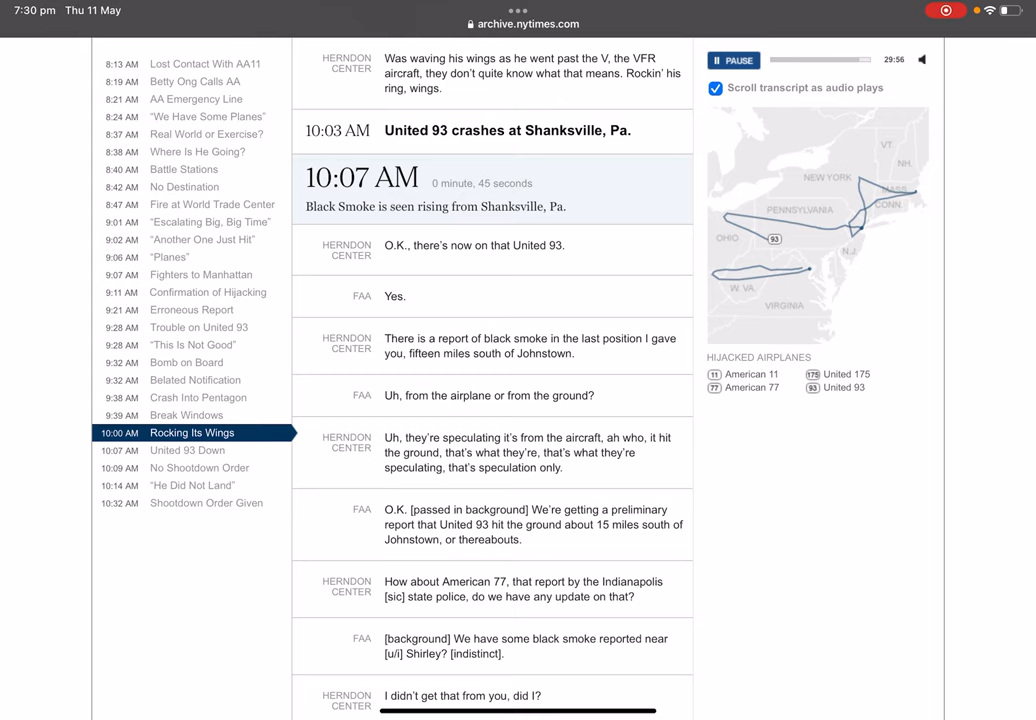 7:30 pm Thu 11 May
archive.nytimes.com
8:13 AM Lost Contact With AA11
8:19 AM Betty Ong Calls AA
8:21 AM AA Emergency Line
8:24 AM “We Have Some Planes”
8:37 AM Real World or Exercise?
8:38 AM Where Is He Going?
8:40 AM Battle Stations
8:42 AM No Destination
8:47 AM Fire at World Trade Center
9:01 AM “Escalating Big, Big Time”
9:02 AM “Another One Just Hit”
9:06 AM “Planes”
9:07 AM Fighters to Manhattan
9:11 AM Confirmation of Hijacking
9:21 AM Erroneous Report
9:28 AM Trouble on United 93
9:28 AM “This Is Not Good”
9:32 AM Bomb on Board
9:32 AM Belated Notification
9:38 AM Crash Into Pentagon
9:39 AM Break Windows
10:00 AM Rocking Its Wings
10:07 AM United 93 Down
10:09 AM No Shootdown Order
10:14 AM “He Did Not Land”
10:32 AM Shootdown Order Given
HERNDON CENTER
Was waving his wings as he went past the V, the VFR
aircraft, they don’t quite know what that means. Rockin’ his
ring, wings.
10:03 AM United 93 crashes at Shanksville, Pa.
10:07 AM 0 minute, 45 seconds
Black Smoke is seen rising from Shanksville, Pa.
HERNDON CENTER
O.K., there’s now on that United 93.
FAA
Yes.
HERNDON CENTER
There is a report of black smoke in the last position I gave
you, fifteen miles south of Johnstown.
FAA
Uh, from the airplane or from the ground?
HERNDON CENTER
Uh, they’re speculating it’s from the aircraft, ah who, it hit
the ground, that’s what they’re, that’s what they’re
speculating, that’s speculation only.
FAA
O.K. [passed in background] We’re getting a preliminary
report that United 93 hit the ground about 15 miles south of
Johnstown, or thereabouts.
HERNDON CENTER
How about American 77, that report by the Indianapolis
[sic] state police, do we have any update on that?
FAA
[background] We have some black smoke reported near
[u/i] Shirley? [indistinct].
HERNDON CENTER
I didn’t get that from you, did I?
PAUSE 29:56
Scroll transcript as audio plays
VT.
NH.
NEW YORK
MASS.
CONN.
PENNSYLVANIA
OHIO
93
N.J.
W. VA.
VIRGINIA
HIJACKED AIRPLANES
11 American 11 175 United 175
77 American 77 93 United 93